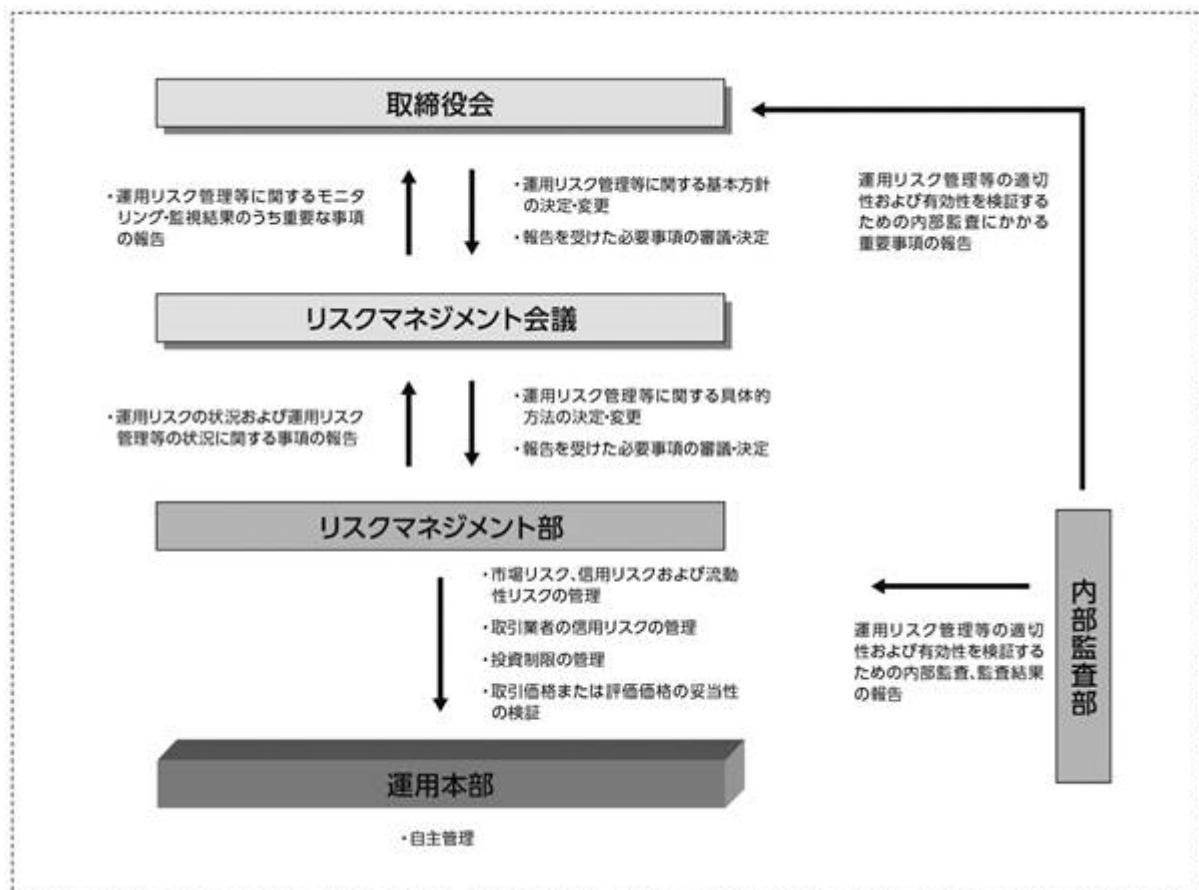 取締役会
・運用リスク管理等に関するモニタ
リング・監視結果のうち重要な事項
の報告
・運用リスク管理等に関する基本方針
の決定・変更
・報告を受けた必要事項の審議・決定
運用リスク管理等の適切
性および有効性を検証する
ための内部監査にかかる
重要事項の報告
リスクマネジメント会議
・運用リスクの状況および運用リスク
管理等の状況に関する事項の報告
・運用リスク管理等に関する具体的
方法の決定・変更
・報告を受けた必要事項の審議・決定
リスクマネジメント部
・市場リスク、信用リスクおよび流動
性リスクの管理
・取引業者の信用リスクの管理
・投資制限の管理
・取引価格または評価価格の妥当性
の検証
運用リスク管理等の適切
性および有効性を検証する
ための内部監査、監査結果
の報告
内部監査部
運用本部
・自主管理